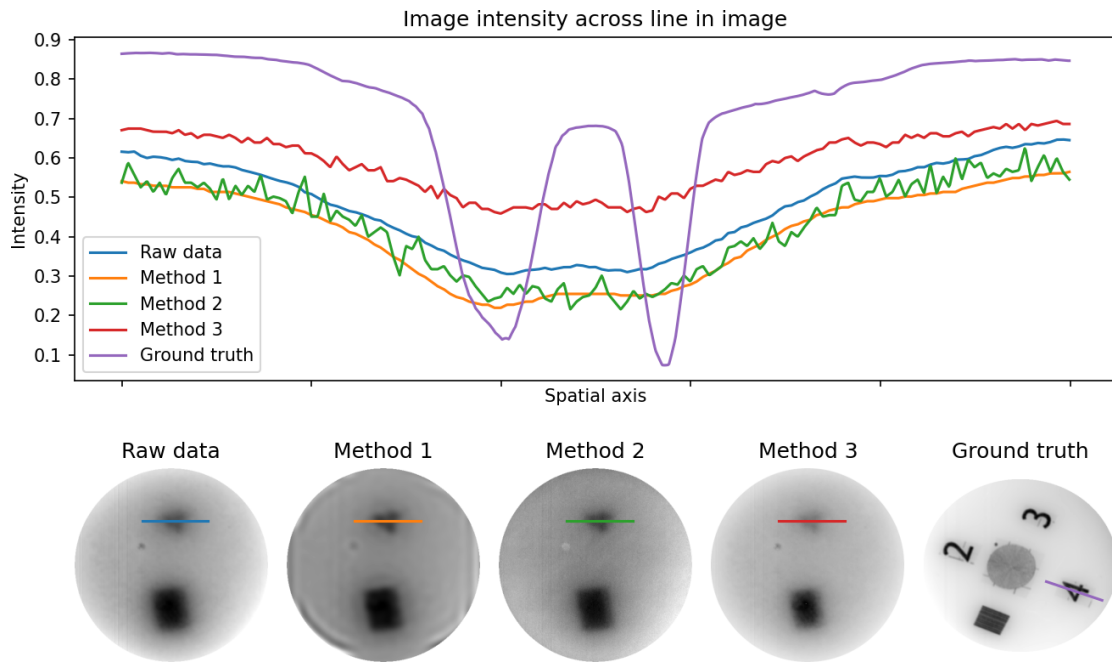 Image intensity across line in image
0.9
0.8
0.7
0.6
0.5
0.4
0.3
0.2
0.1
Intensity
Raw data
Method 1
Method 2
Method 3
Ground truth
Spatial axis
Raw data Method 1 Method 2 Method 3 Ground truth
3
2
4